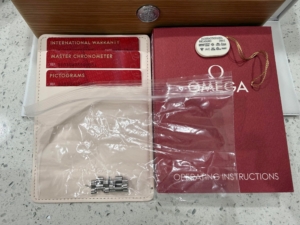 INTERNATIONAL WARRANTY
MASTER CHRONOMETER
PICTOGRAMS
Ω
OMEGA
OPERATING INSTRUCTIONS